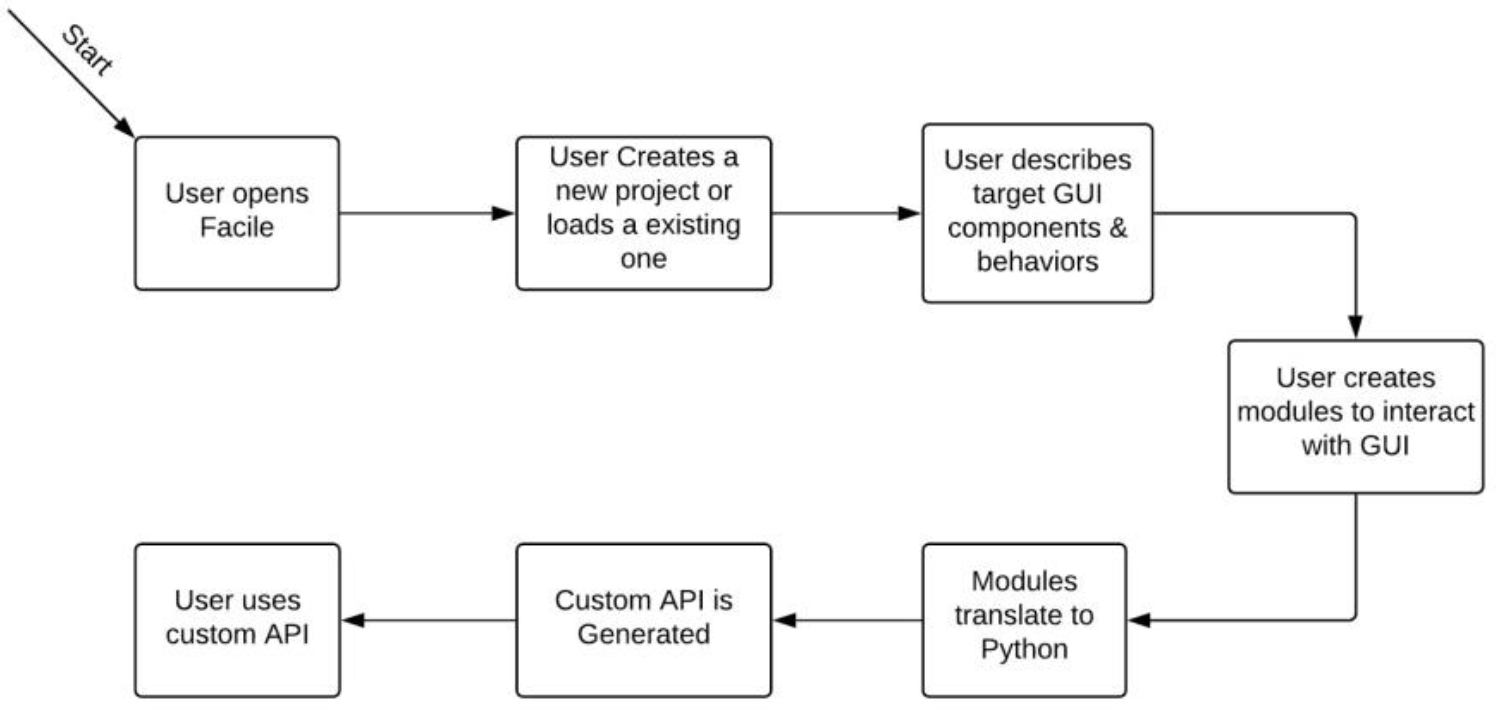 Start
User opens
Facile
User Creates a
new project or
loads a existing
one
User describes
target GUI
components &
behaviors
User creates
modules to interact
with GUI
Modules
translate to
Python
Custom API is
Generated
User uses
custom API